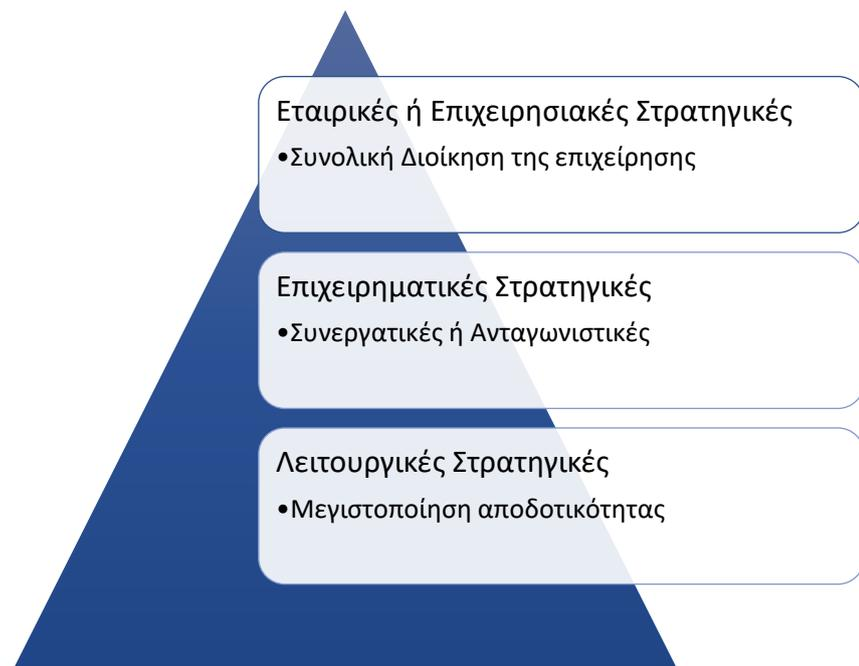 Εταιρικές ή Επιχειρησιακές Στρατηγικές
•Συνολική Διοίκηση της επιχείρησης
Επιχειρηματικές Στρατηγικές
•Συνεργατικές ή Ανταγωνιστικές
Λειτουργικές Στρατηγικές
•Μεγιστοποίηση αποδοτικότητας